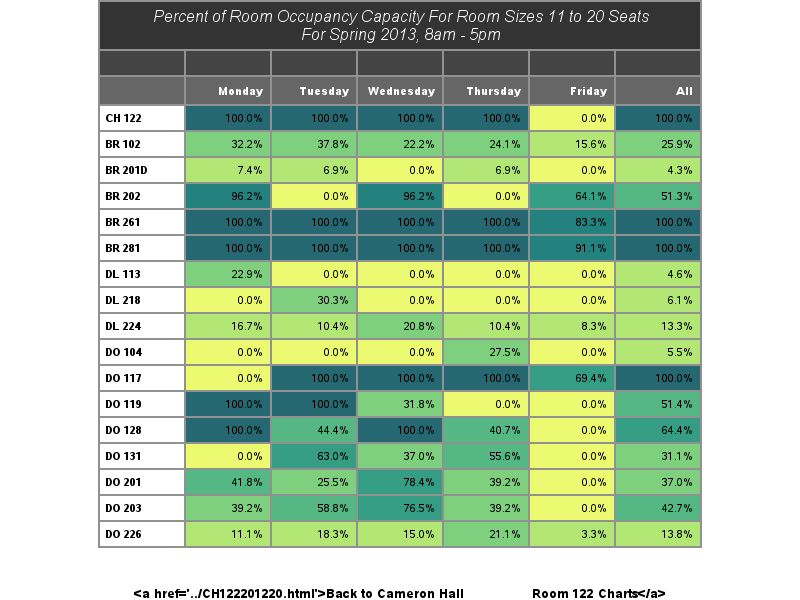 Percent of Room Occupancy Capacity For Room Sizes 11 to 20 Seats
For Spring 2013, 8am - 5pm
Monday Tuesday Wednesday Thursday Friday All
CH 122 100.0% 100.0% 100.0% 100.0% 0.0% 100.0%
BR 102 32.2% 37.8% 22.2% 24.1% 15.6% 25.9%
BR 201D 7.4% 6.9% 0.0% 6.9% 0.0% 4.3%
BR 202 96.2% 0.0% 96.2% 0.0% 64.1% 51.3%
BR 261 100.0% 100.0% 100.0% 100.0% 83.3% 100.0%
BR 281 100.0% 100.0% 100.0% 100.0% 91.1% 100.0%
DL 113 22.9% 0.0% 0.0% 0.0% 0.0% 4.6%
DL 218 0.0% 30.3% 0.0% 0.0% 0.0% 6.1%
DL 224 16.7% 10.4% 20.8% 10.4% 8.3% 13.3%
DO 104 0.0% 0.0% 0.0% 27.5% 0.0% 5.5%
DO 117 0.0% 100.0% 100.0% 100.0% 69.4% 100.0%
DO 119 100.0% 100.0% 31.8% 0.0% 0.0% 51.4%
DO 128 100.0% 44.4% 100.0% 40.7% 0.0% 64.4%
DO 131 0.0% 63.0% 37.0% 55.6% 0.0% 31.1%
DO 201 41.8% 25.5% 78.4% 39.2% 0.0% 37.0%
DO 203 39.2% 58.8% 76.5% 39.2% 0.0% 42.7%
DO 226 11.1% 18.3% 15.0% 21.1% 3.3% 13.8%
<a href='../CH122201220.html'>Back to Cameron Hall Room 122 Charts</a>